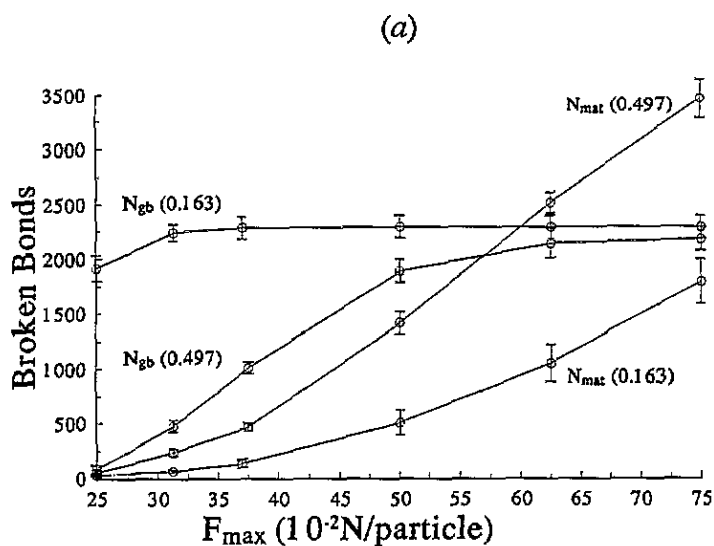 (a)
Broken Bonds
3500
3000
2500
2000
1500
1000
500
0
N_mat (0.497)
N_gb (0.163)
N_gb (0.497)
N_mat (0.163)
25 30 35 40 45 50 55 60 65 70 75
F_max (10^-2 N/particle)